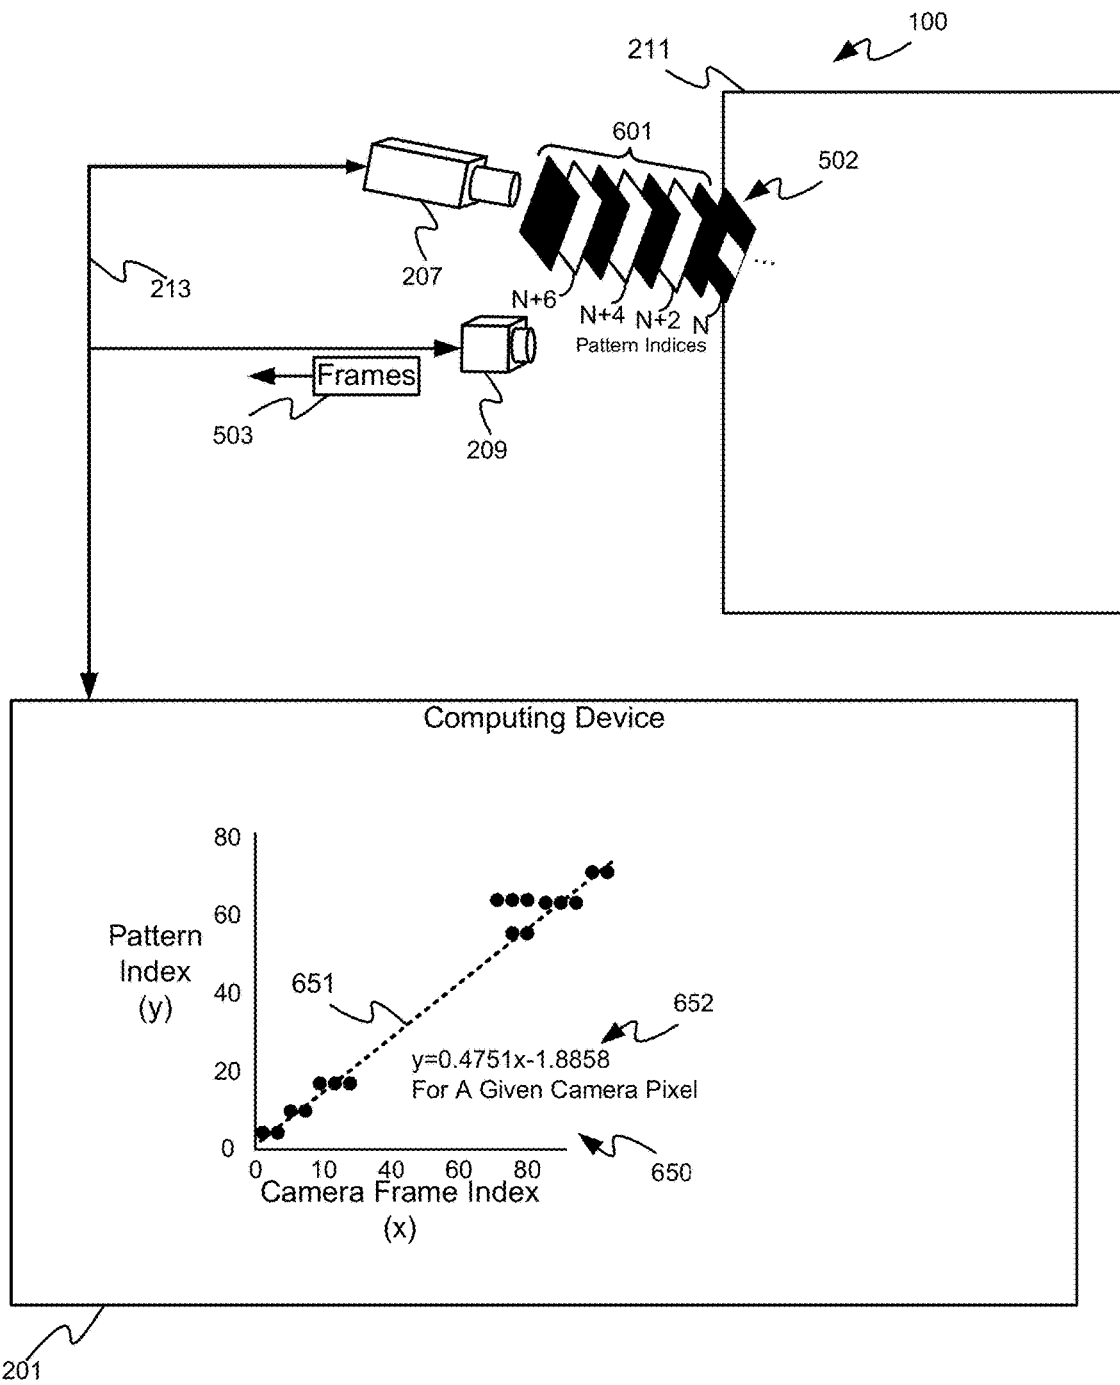 100
211
601
502
207
213
N+6
N+4
N+2
N
Pattern Indices
...
Frames
503
209
Computing Device
80
60
40
20
0
Pattern
Index
(y)
651
652
y=0.4751x-1.8858
For A Given Camera Pixel
650
0 10 40 60 80
Camera Frame Index
(x)
201